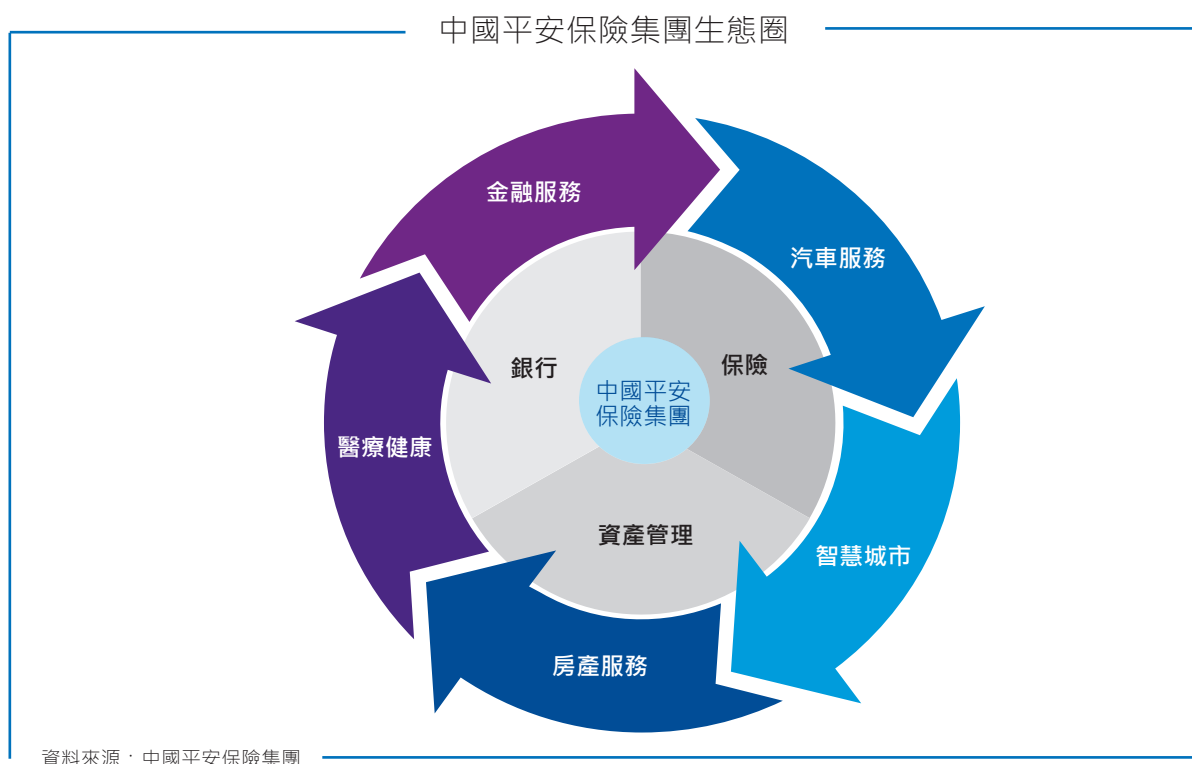 中國平安保險集團生態圈
金融服務
汽車服務
銀行
保險
中國平安
保險集團
醫療健康
資產管理
智慧城市
房產服務
資料來源：中國平安保險集團